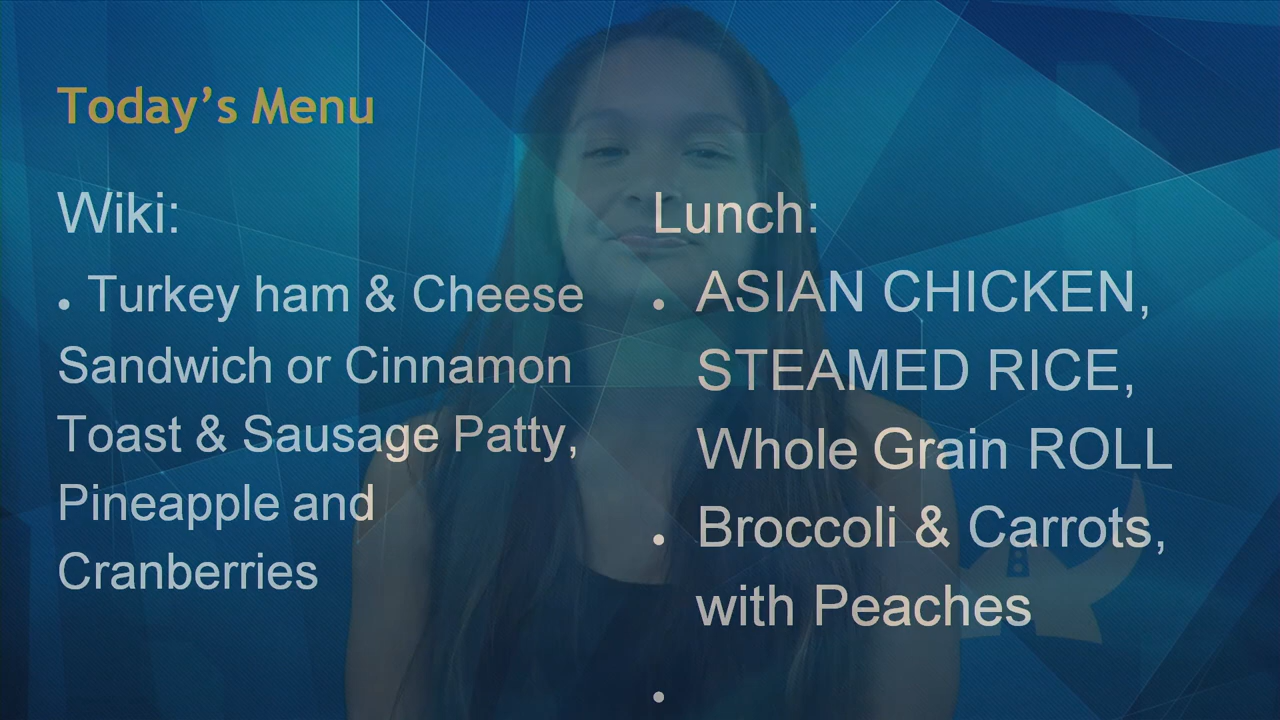 Today’s Menu
Wiki:
• Turkey ham & Cheese
Sandwich or Cinnamon
Toast & Sausage Patty,
Pineapple and
Cranberries
Lunch:
• ASIAN CHICKEN,
STEAMED RICE,
Whole Grain ROLL
• Broccoli & Carrots,
with Peaches
•